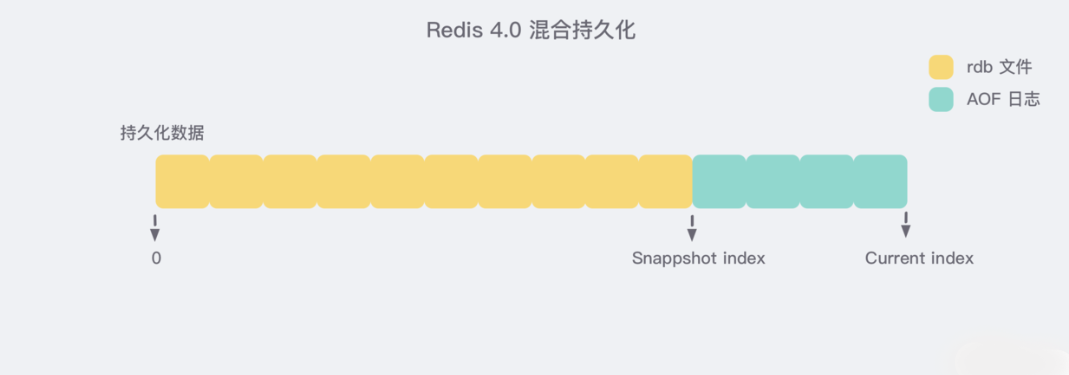 Redis 4.0 混合持久化
rdb 文件
AOF 日志
持久化数据
0
Snappshot index
Current index